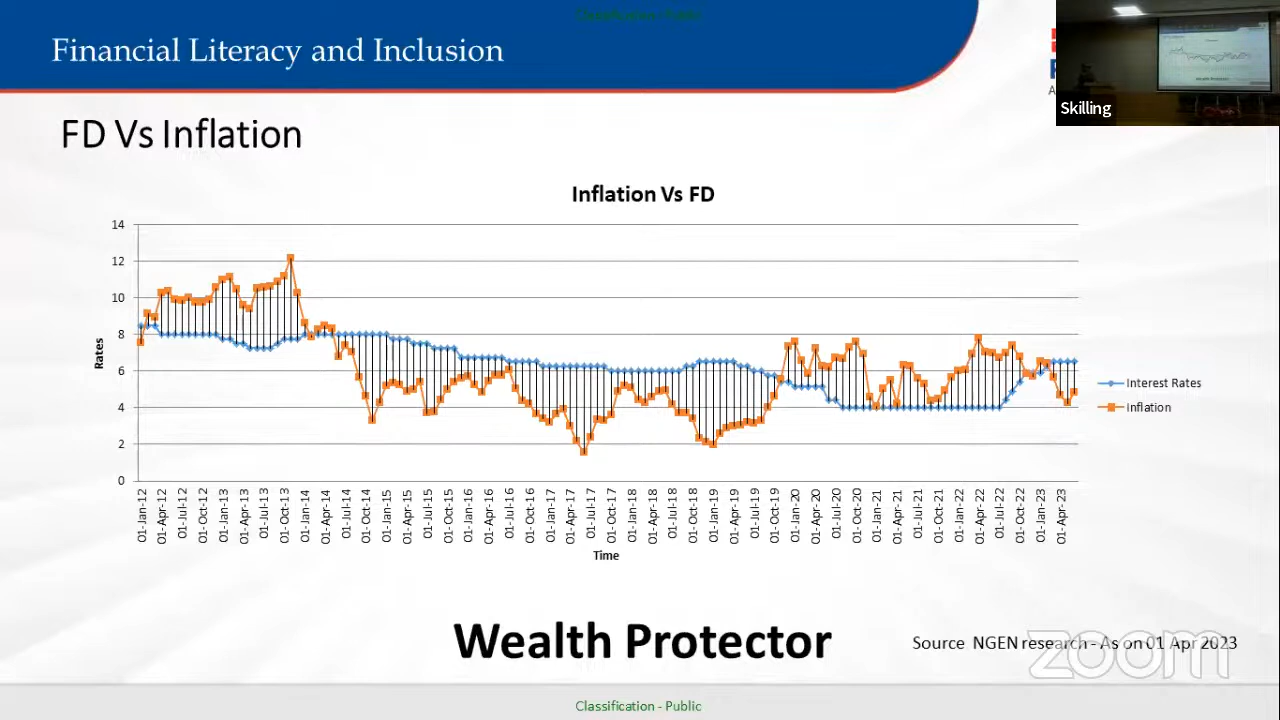 Classification - Public
Financial Literacy and Inclusion
Skilling
FD Vs Inflation
Inflation Vs FD
14
12
10
8
6
4
2
0
Rates
01-Jan-12
01-Apr-12
01-Jul-12
01-Oct-12
01-Jan-13
01-Apr-13
01-Jul-13
01-Oct-13
01-Jan-14
01-Apr-14
01-Jul-14
01-Oct-14
01-Jan-15
01-Apr-15
01-Jul-15
01-Oct-15
01-Jan-16
01-Apr-16
01-Jul-16
01-Oct-16
01-Jan-17
01-Apr-17
01-Jul-17
01-Oct-17
01-Jan-18
01-Apr-18
01-Jul-18
01-Oct-18
01-Jan-19
01-Apr-19
01-Jul-19
01-Oct-19
01-Jan-20
01-Apr-20
01-Jul-20
01-Oct-20
01-Jan-21
01-Apr-21
01-Jul-21
01-Oct-21
01-Jan-22
01-Apr-22
01-Jul-22
01-Oct-22
01-Jan-23
01-Apr-23
Time
Interest Rates
Inflation
Wealth Protector
Source NGEN research - As on 01 Apr 2023
zoom
Classification - Public